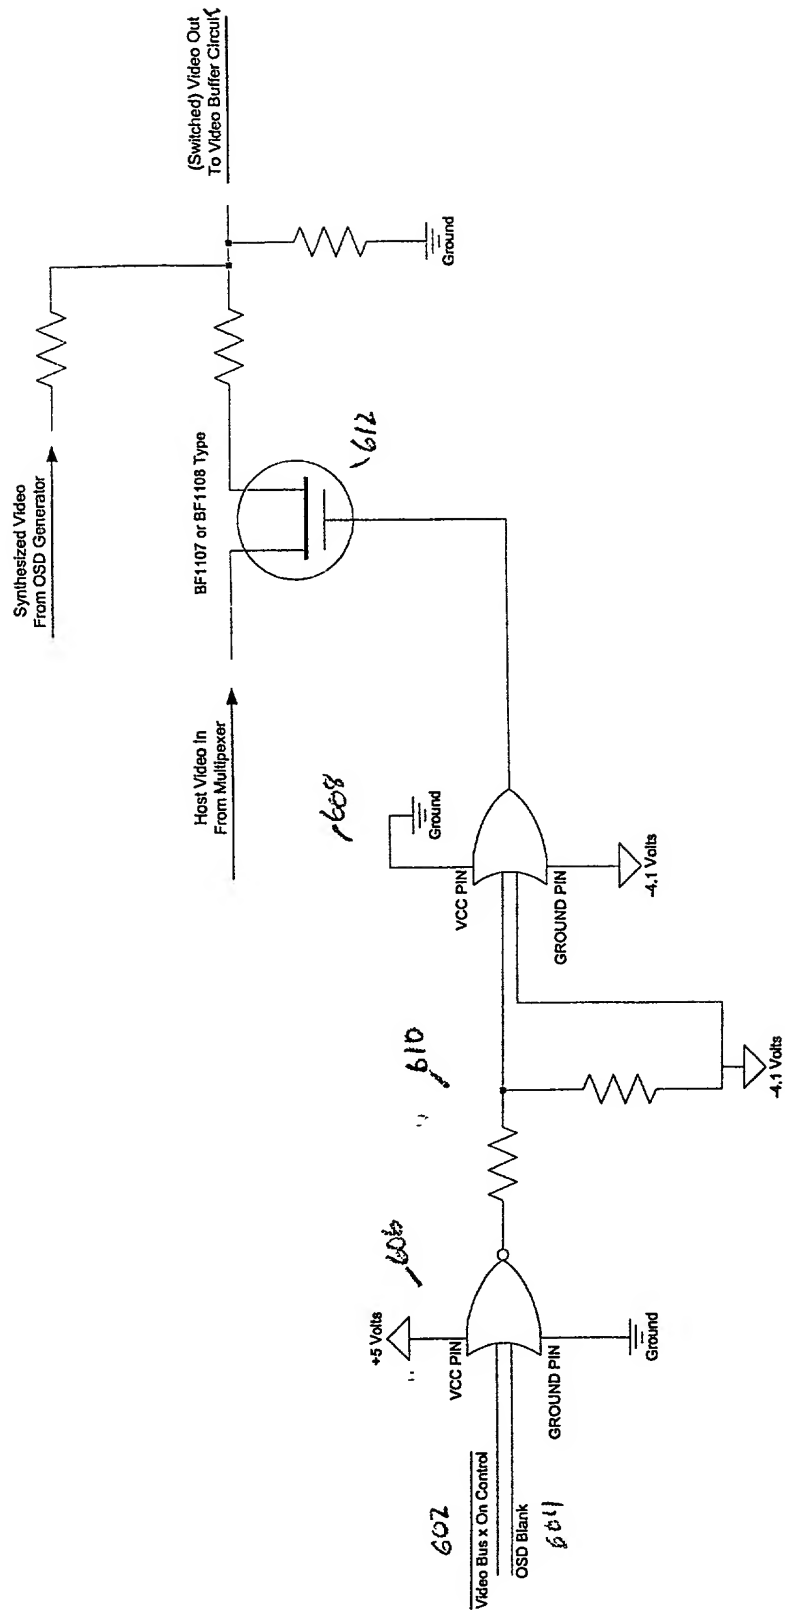 Synthesized Video
From OSD Generator
(Switched) Video Out
To Video Buffer Circuit
Host Video In
From Multipexer
BF1107 or BF1108 Type
612
Ground
608
Ground
VCC PIN
GROUND PIN
-4.1 Volts
610
-4.1 Volts
606
+5 Volts
VCC PIN
GROUND PIN
Ground
602
Video Bus x On Control
OSD Blank
604